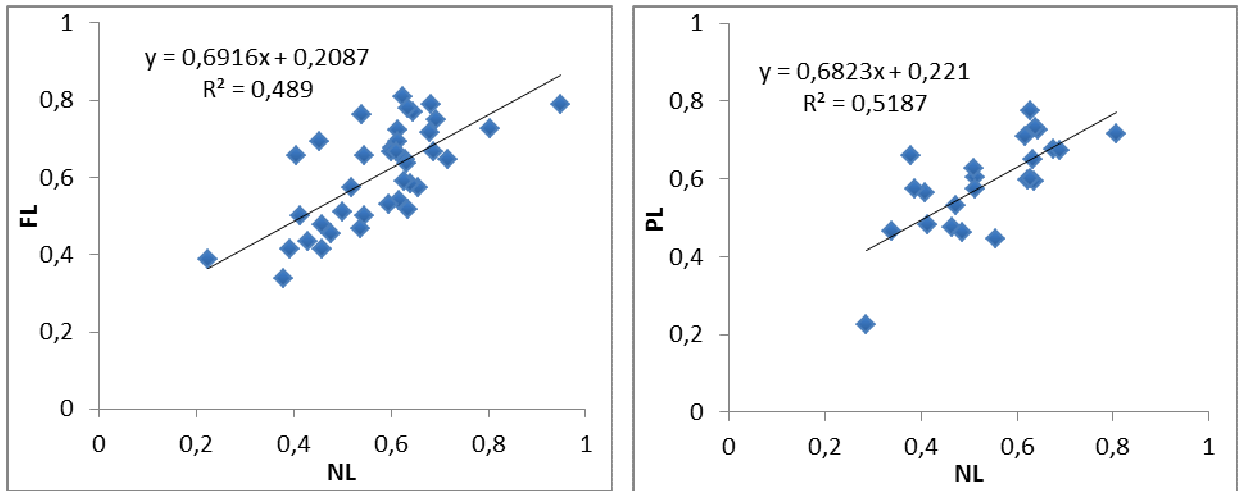 1
y = 0,6916x + 0,2087
R² = 0,489
0,8
0,6
FL
0,4
0,2
0
0 0,2 0,4 0,6 0,8 1
NL
1
y = 0,6823x + 0,221
R² = 0,5187
0,8
0,6
PL
0,4
0,2
0
0 0,2 0,4 0,6 0,8 1
NL